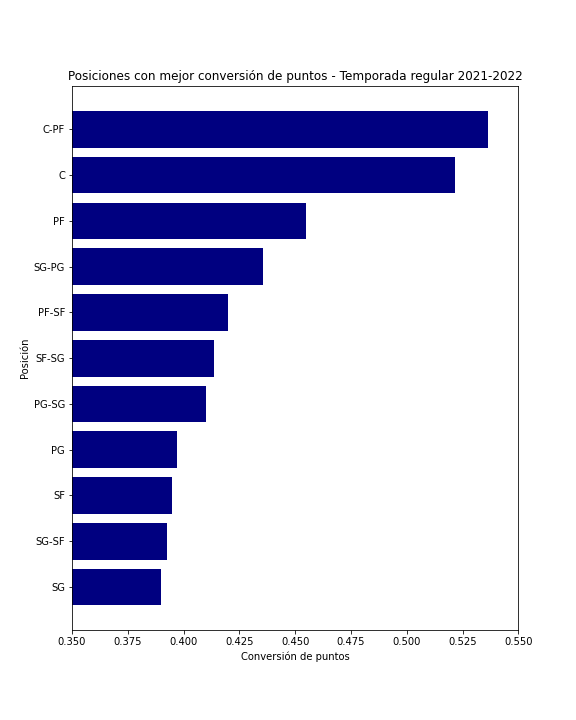 Posiciones con mejor conversión de puntos - Temporada regular 2021-2022
C-PF
C
PF
SG-PG
PF-SF
SF-SG
PG-SG
PG
SF
SG-SF
SG
Posición
0.350 0.375 0.400 0.425 0.450 0.475 0.500 0.525 0.550
Conversión de puntos